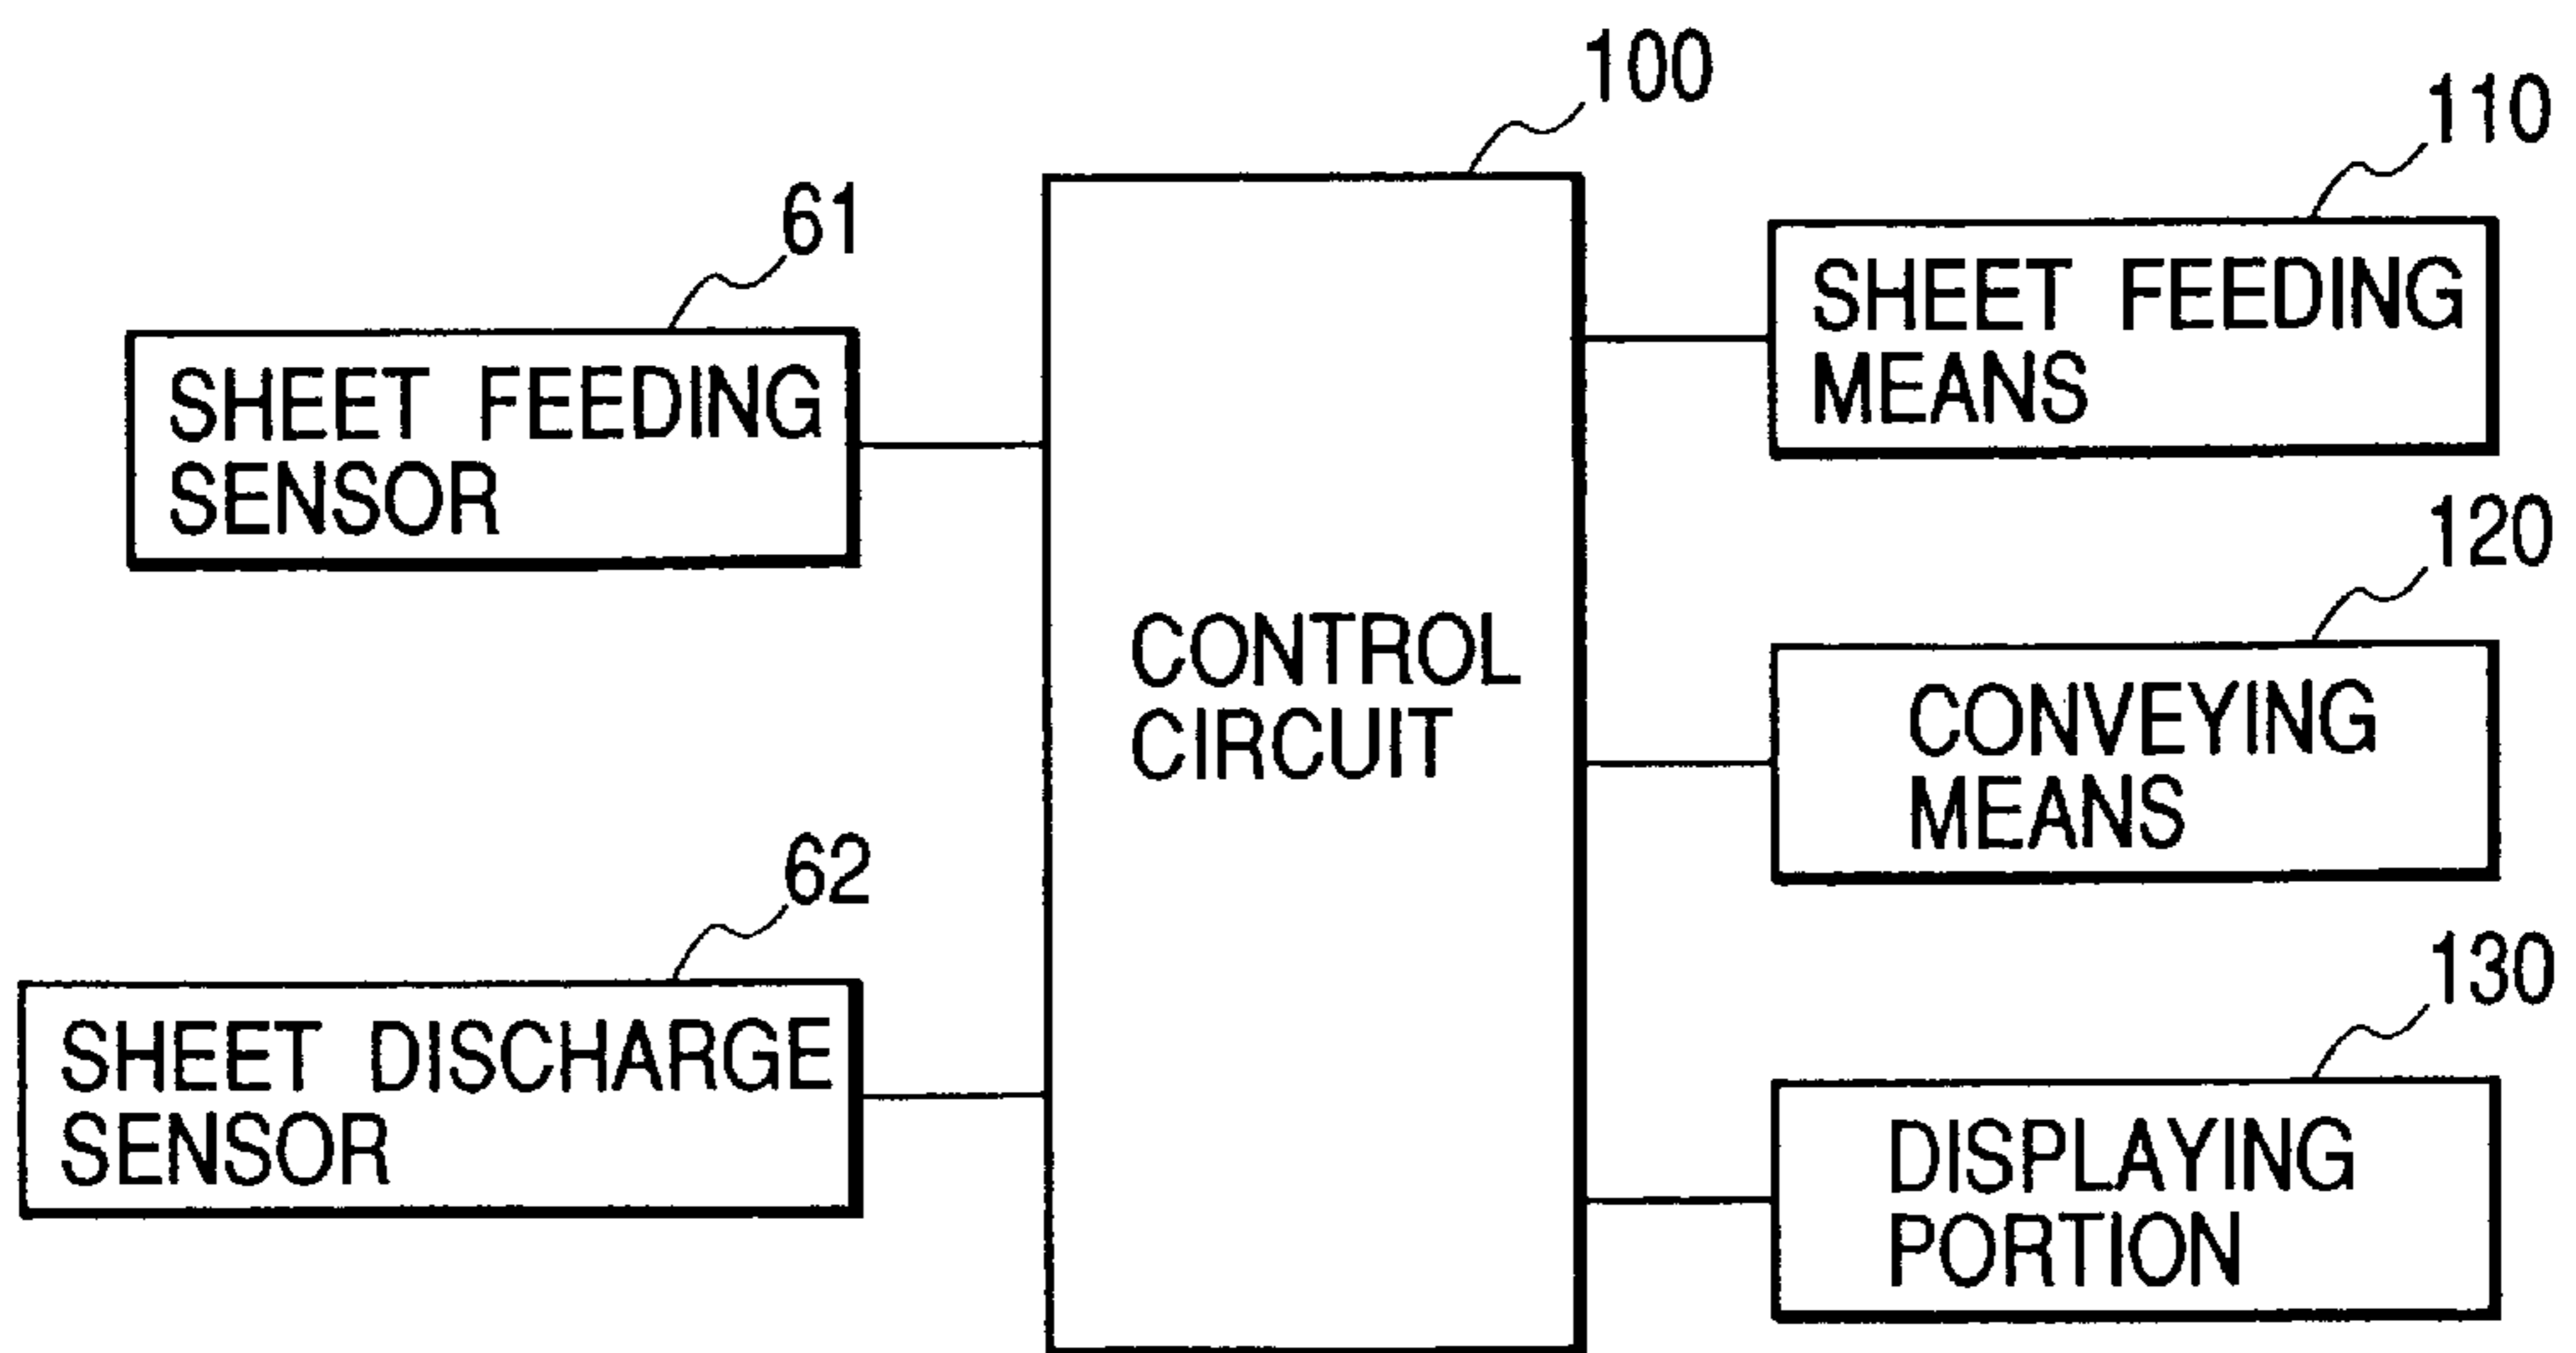 100
110
61
SHEET FEEDING
MEANS
SHEET FEEDING
SENSOR
120
CONTROL
CIRCUIT
CONVEYING
MEANS
62
130
SHEET DISCHARGE
SENSOR
DISPLAYING
PORTION